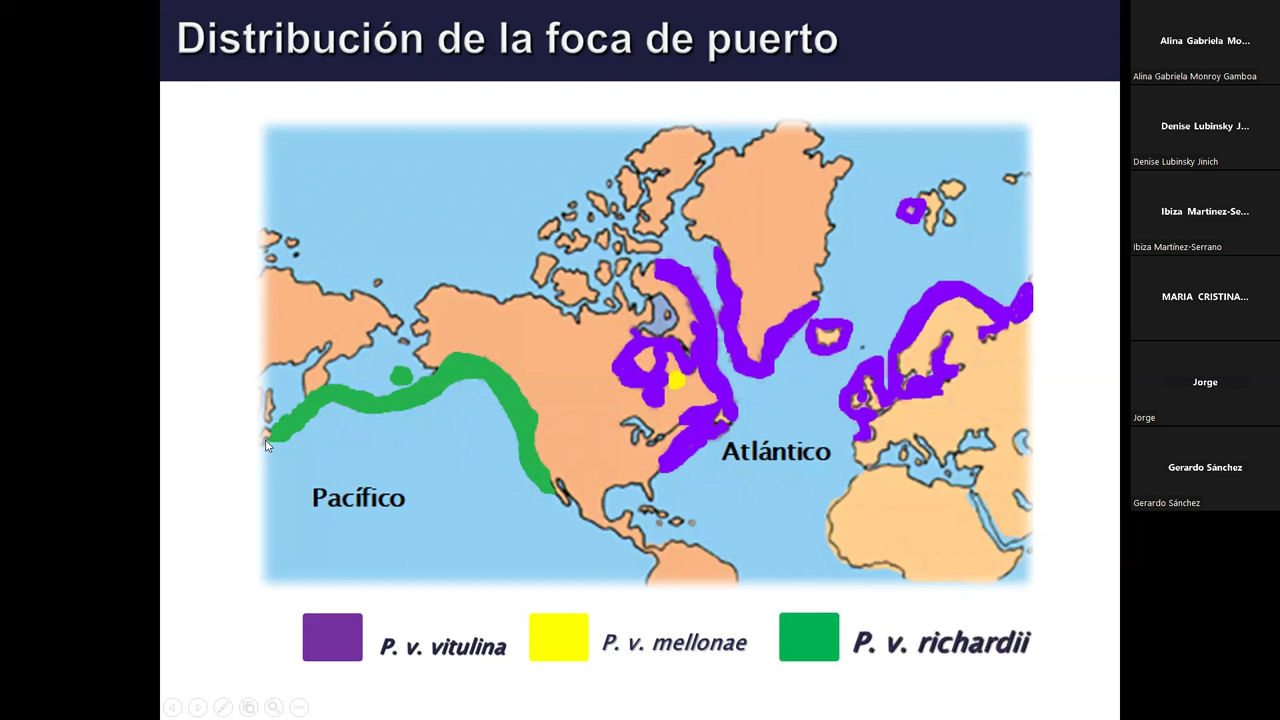 Distribución de la foca de puerto
Atlántico
Pacífico
P. v. vitulina
P. v. mellonae
P. v. richardii
Alina Gabriela Mo...
Alina Gabriela Monroy Gamboa
Denise Lubinsky J...
Denise Lubinsky Jinich
Ibiza Martínez-Se...
Ibiza Martínez-Serrano
MARIA CRISTINA...
Jorge
Jorge
Gerardo Sánchez
Gerardo Sánchez